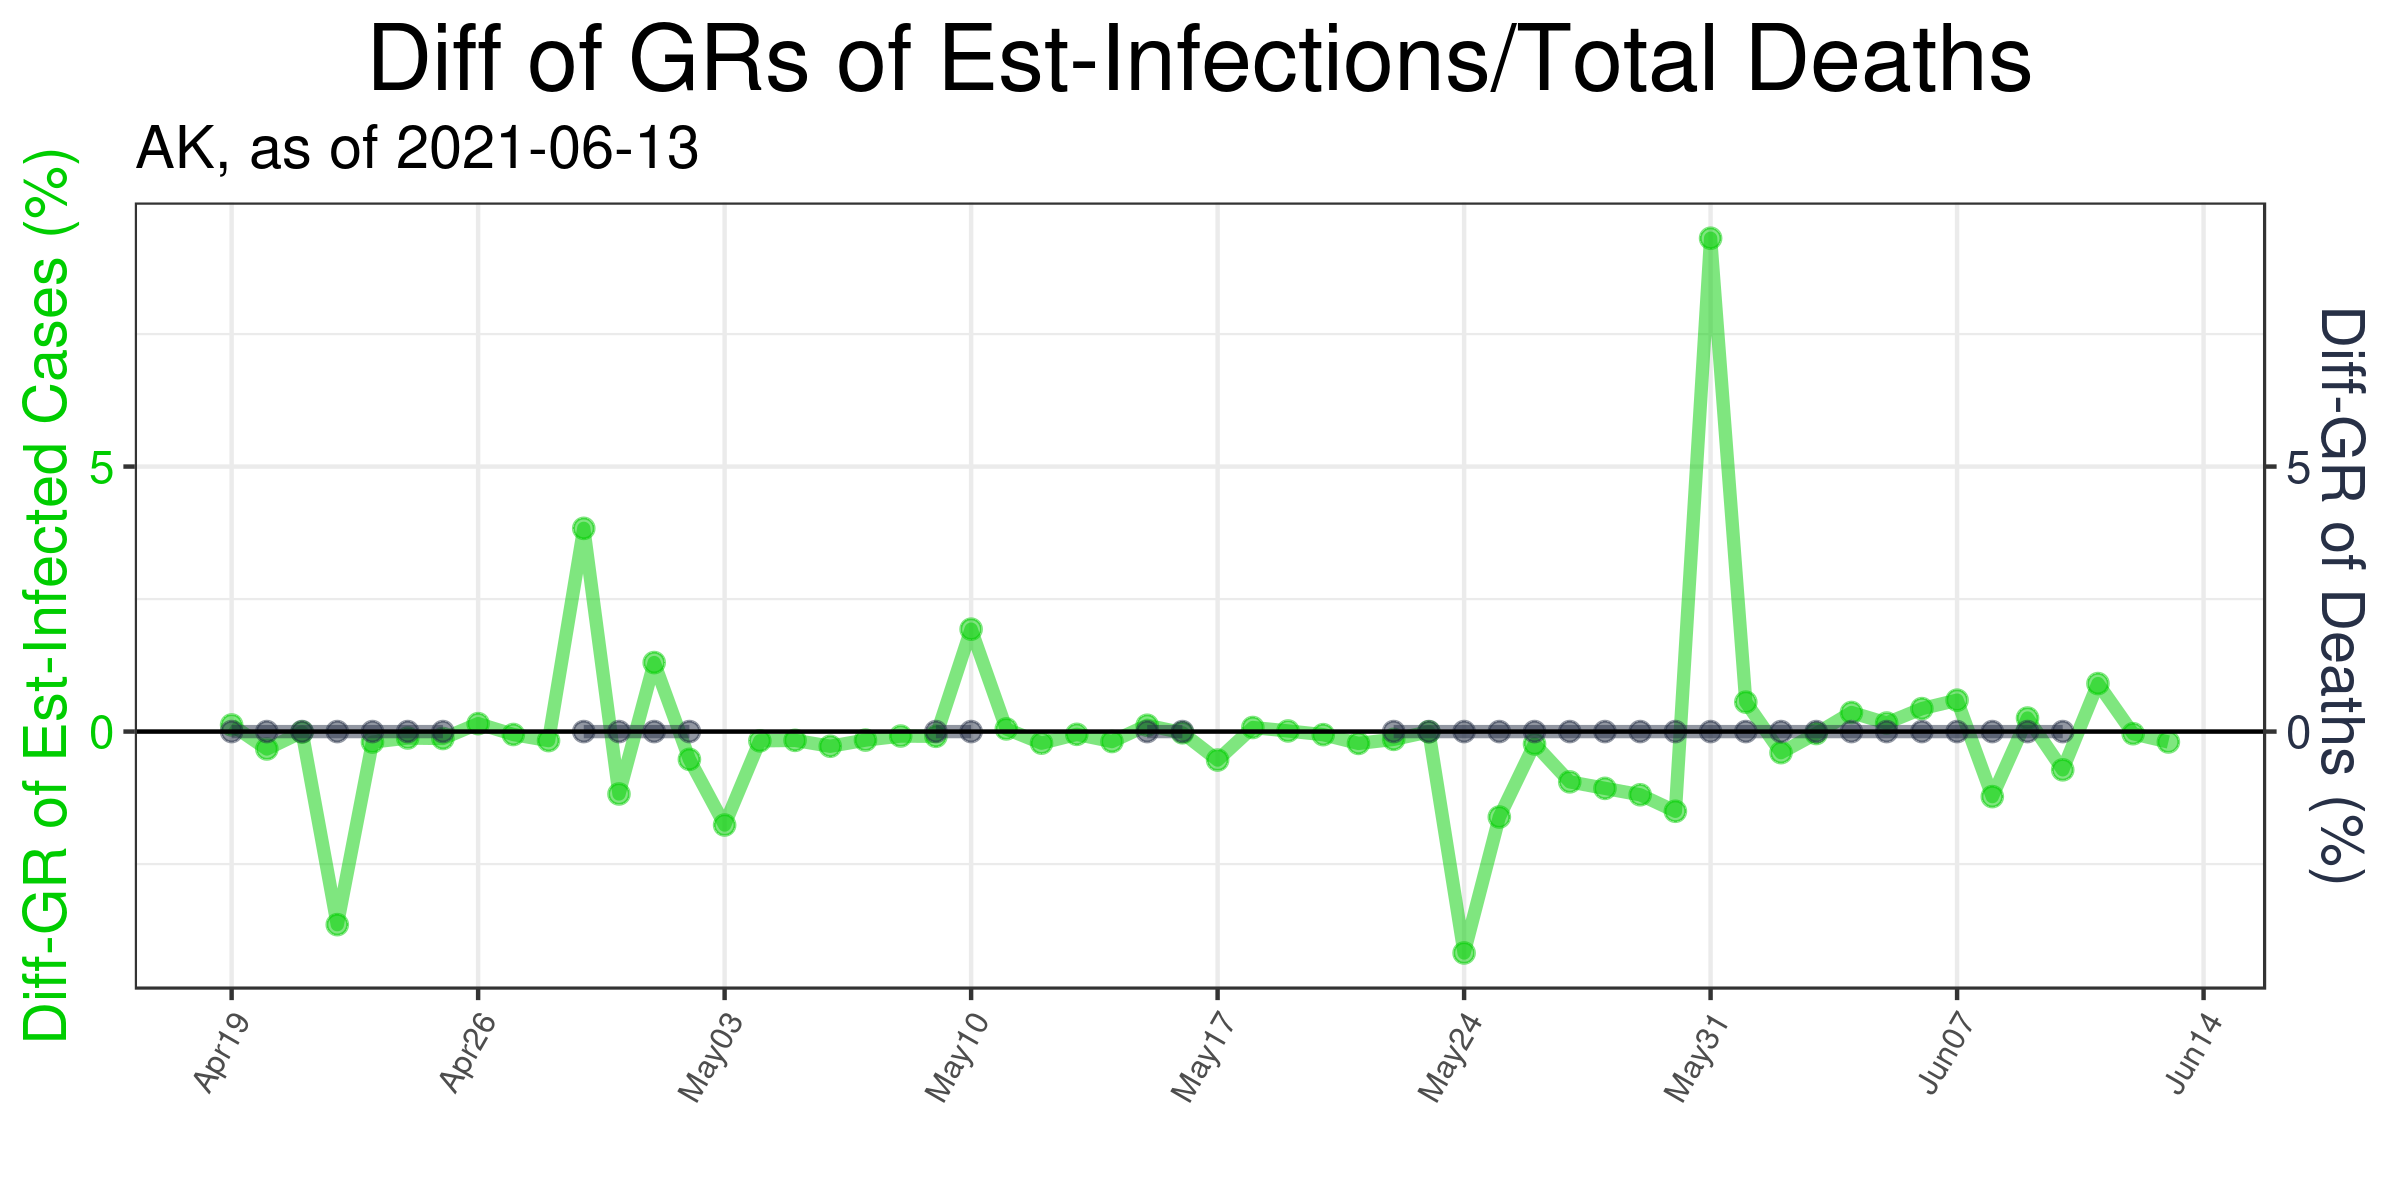 Diff of GRs of Est-Infections/Total Deaths
AK, as of 2021-06-13
Diff-GR of Est-Infected Cases (%)
5
0
5
0
Diff-GR of Deaths (%)
Apr19
Apr26
May03
May10
May17
May24
May31
Jun07
Jun14